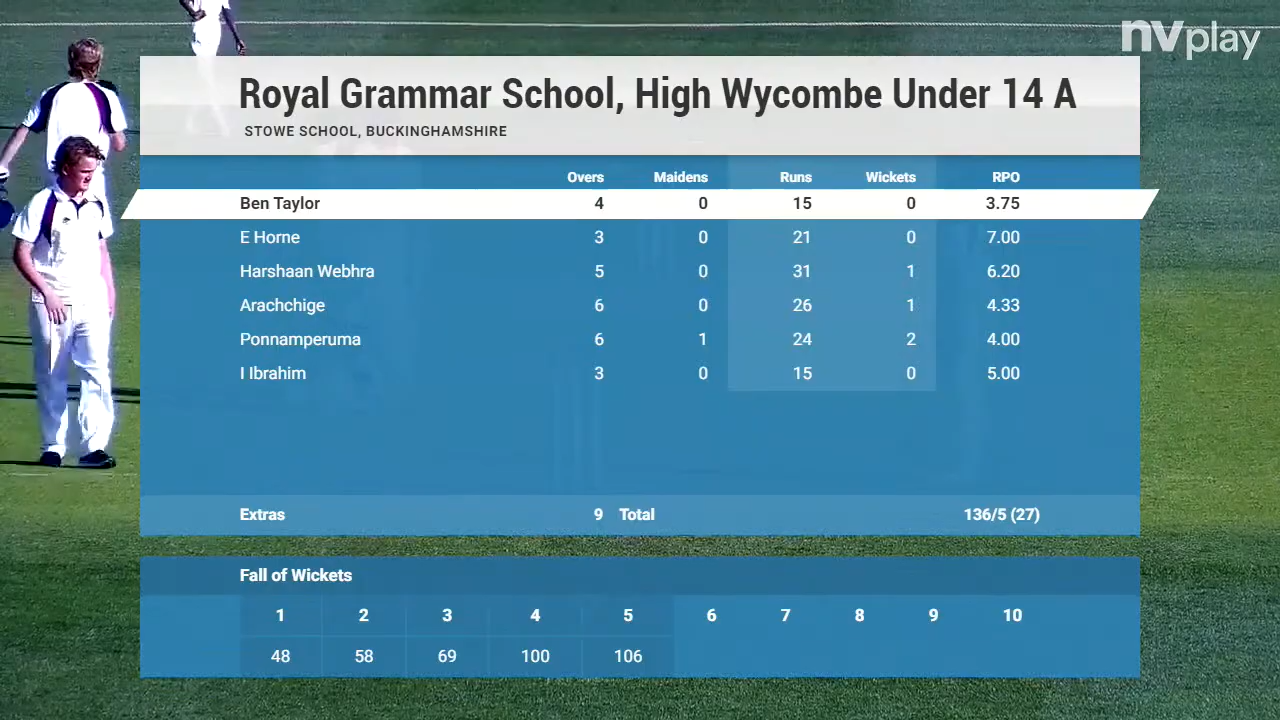 nvplay
Royal Grammar School, High Wycombe Under 14 A
STOWE SCHOOL, BUCKINGHAMSHIRE
Overs Maidens Runs Wickets RPO
Ben Taylor 4 0 15 0 3.75
E Horne 3 0 21 0 7.00
Harshaan Webhra 5 0 31 1 6.20
Arachchige 6 0 26 1 4.33
Ponnamperuma 6 1 24 2 4.00
I Ibrahim 3 0 15 0 5.00
Extras 9 Total 136/5 (27)
Fall of Wickets
1 2 3 4 5 6 7 8 9 10
48 58 69 100 106